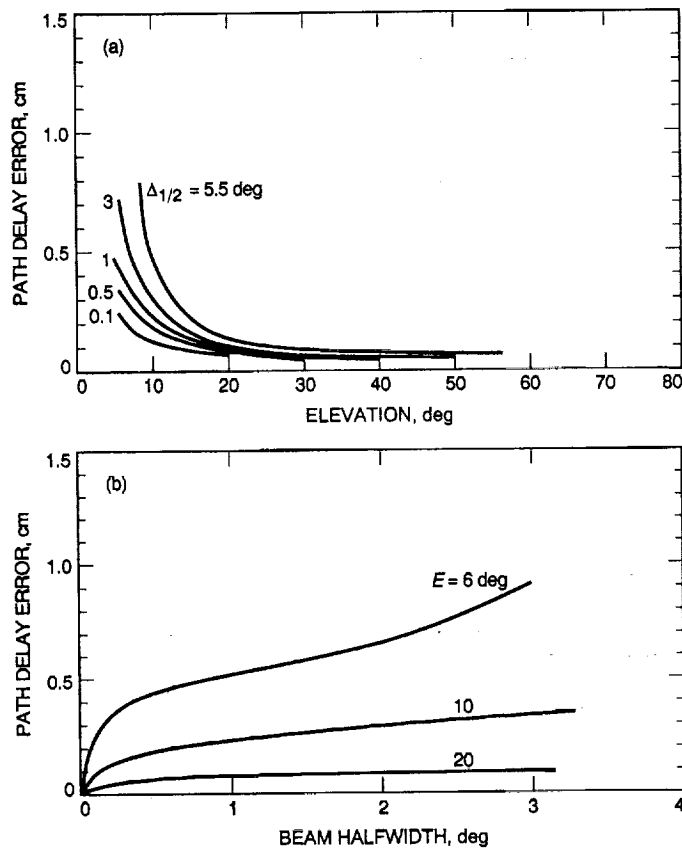 1.5
(a)
PATH DELAY ERROR, cm
1.0
Δ1/2 = 5.5 deg
3
0.5
1
0.5
0.1
0
0 10 20 30 40 50 60 70 80
ELEVATION, deg
1.5
(b)
PATH DELAY ERROR, cm
1.0
E = 6 deg
0.5
10
20
0
0 1 2 3 4
BEAM HALFWIDTH, deg